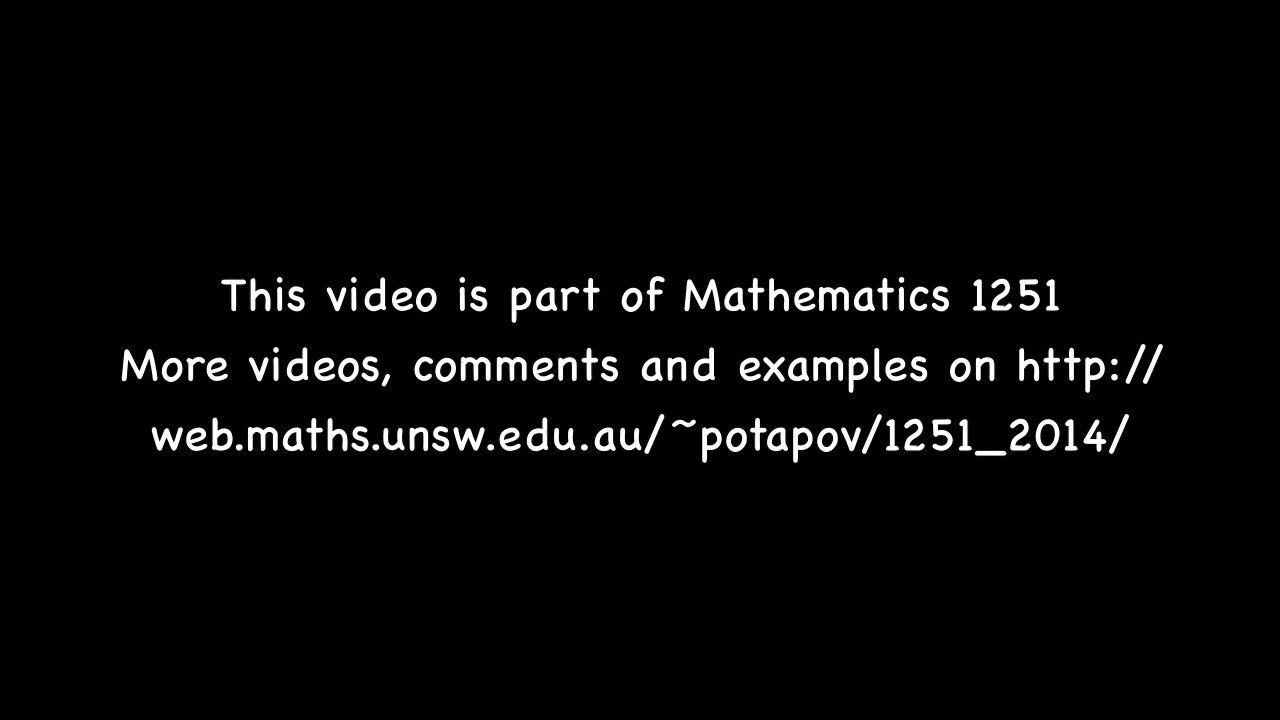 This video is part of Mathematics 1251
More videos, comments and examples on http://
web.maths.unsw.edu.au/~potapov/1251_2014/